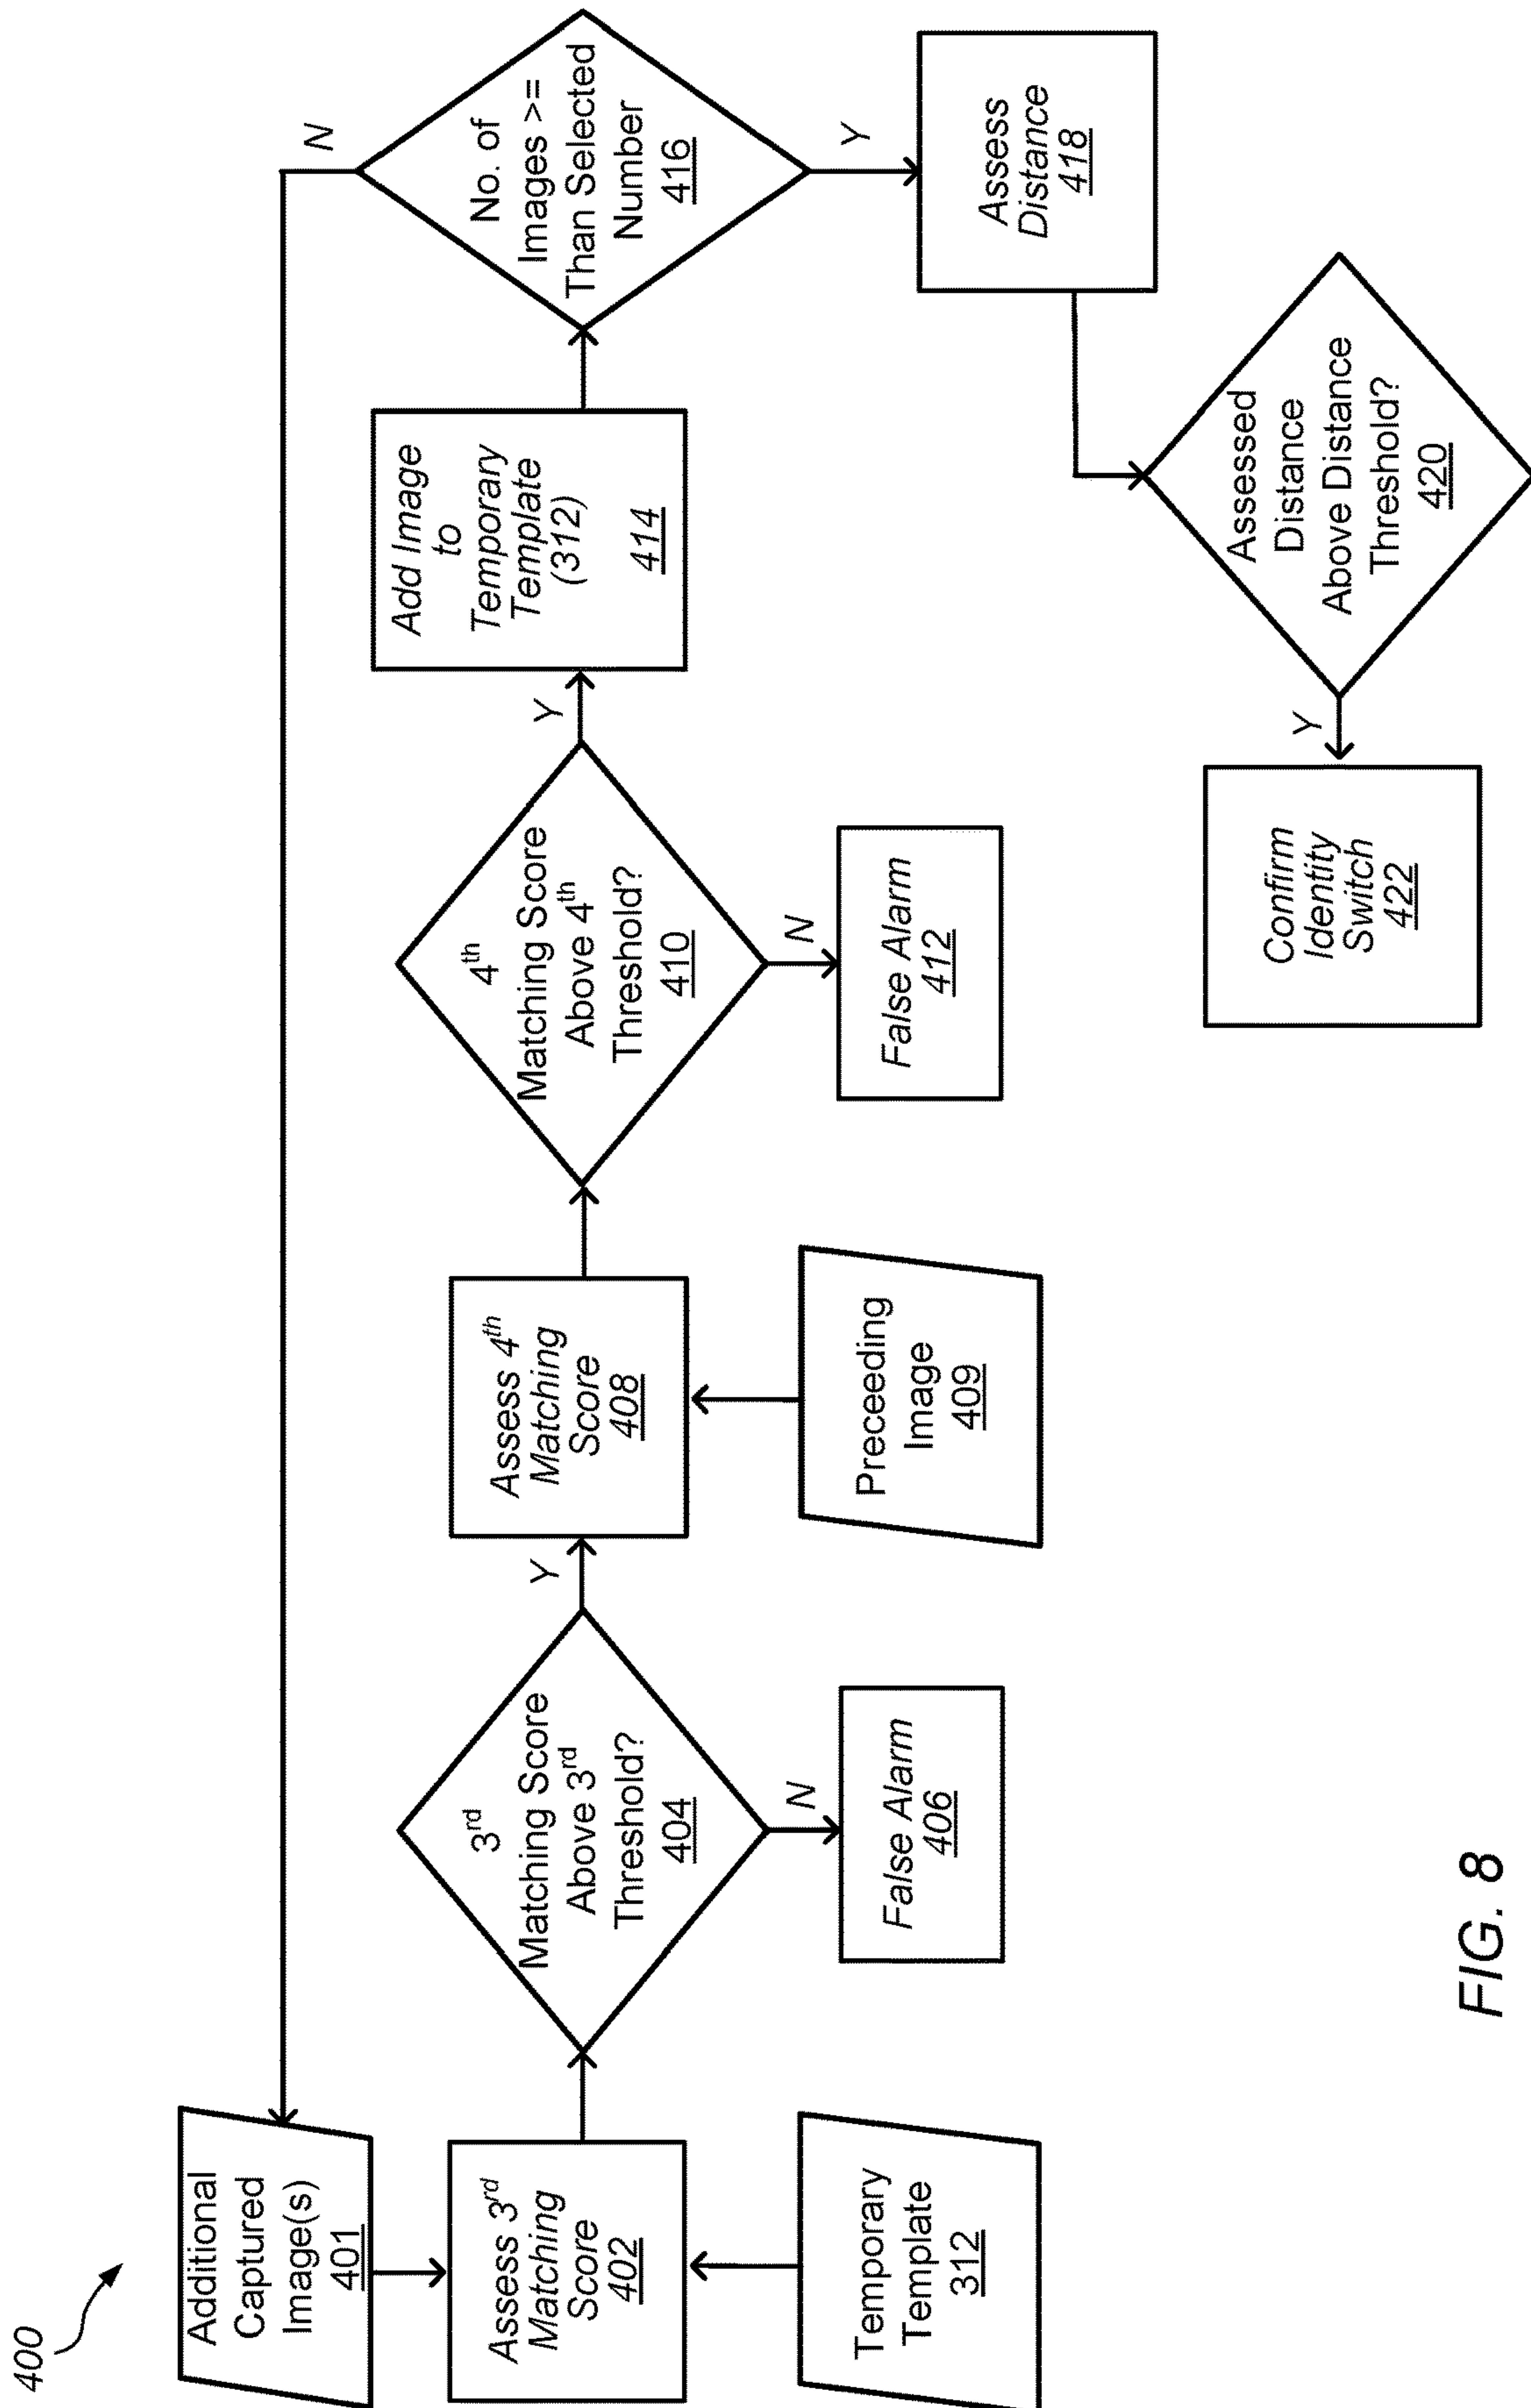 400
Additional
Captured
Image(s)
401
Assess 3rd
Matching
Score
402
Temporary
Template
312
3rd
Matching Score
Above 3rd
Threshold?
404
N
False Alarm
406
Y
Assess 4th
Matching
Score
408
Preceeding
Image
409
4th
Matching Score
Above 4th
Threshold?
410
N
False Alarm
412
Y
Add Image
to
Temporary
Template
(312)
414
No. of
Images >=
Than Selected
Number
416
N
Y
Assess
Distance
418
Assessed
Distance
Above Distance
Threshold?
420
Y
Confirm
Identity
Switch
422
FIG. 8